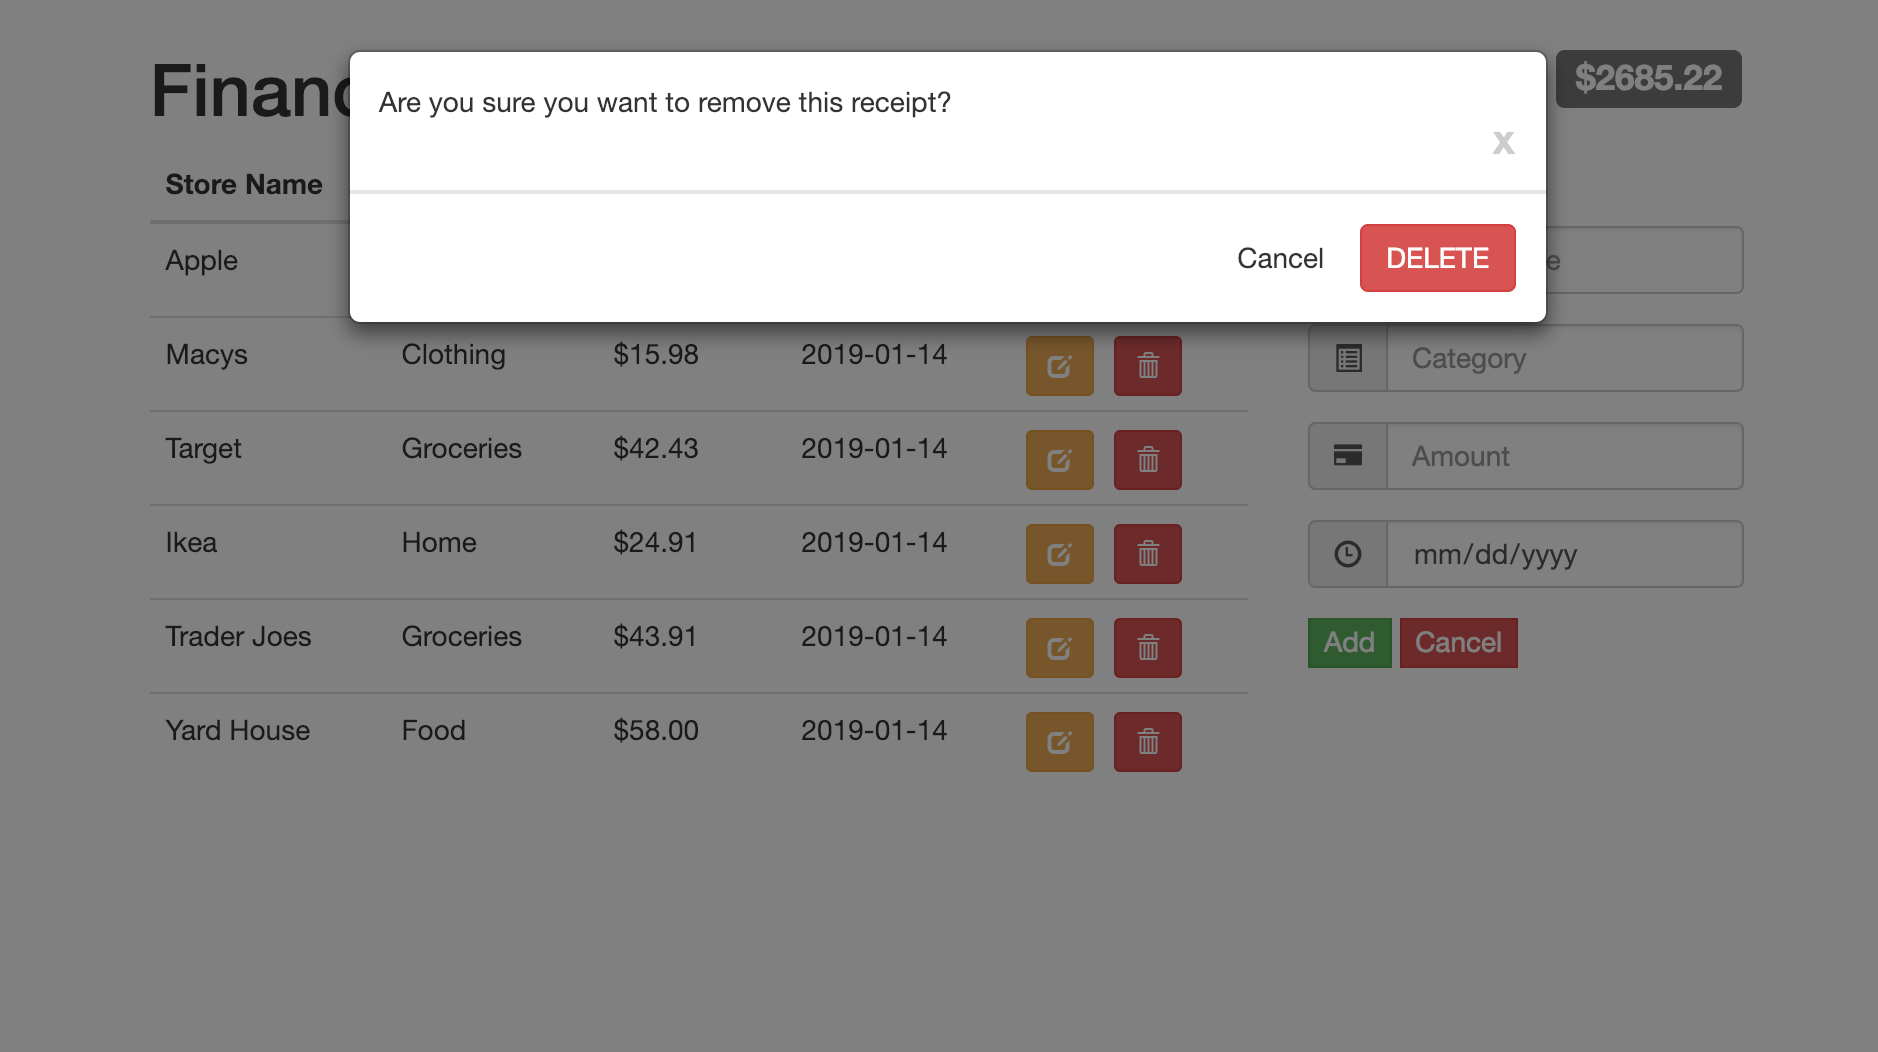 Are you sure you want to remove this receipt?
x
Cancel DELETE
$2685.22
Store Name
Apple
Macys Clothing $15.98 2019-01-14
Target Groceries $42.43 2019-01-14
Ikea Home $24.91 2019-01-14
Trader Joes Groceries $43.91 2019-01-14
Yard House Food $58.00 2019-01-14
Category
Amount
mm/dd/yyyy
Add Cancel